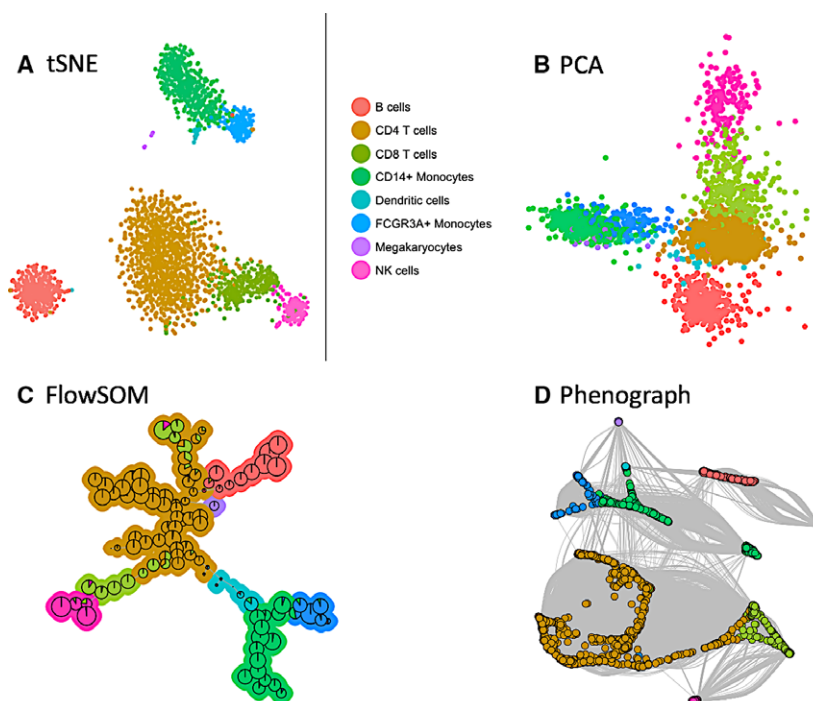 A tSNE
B cells
CD4 T cells
CD8 T cells
CD14+ Monocytes
Dendritic cells
FCGR3A+ Monocytes
Megakaryocytes
NK cells
B PCA
C FlowSOM
D Phenograph